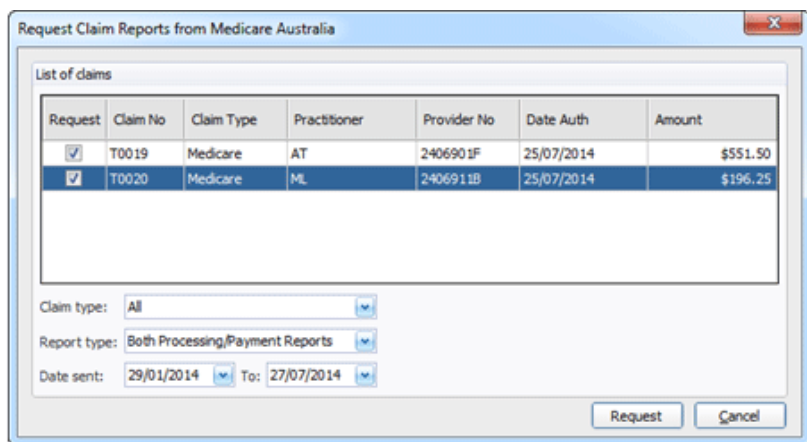 Request Claim Reports from Medicare Australia
List of claims
Request Claim No Claim Type Practitioner Provider No Date Auth Amount
T0019 Medicare AT 2406901F 25/07/2014 $551.50
T0020 Medicare ML 2406911B 25/07/2014 $196.25
Claim type: All
Report type: Both Processing/Payment Reports
Date sent: 29/01/2014 To: 27/07/2014
Request Cancel